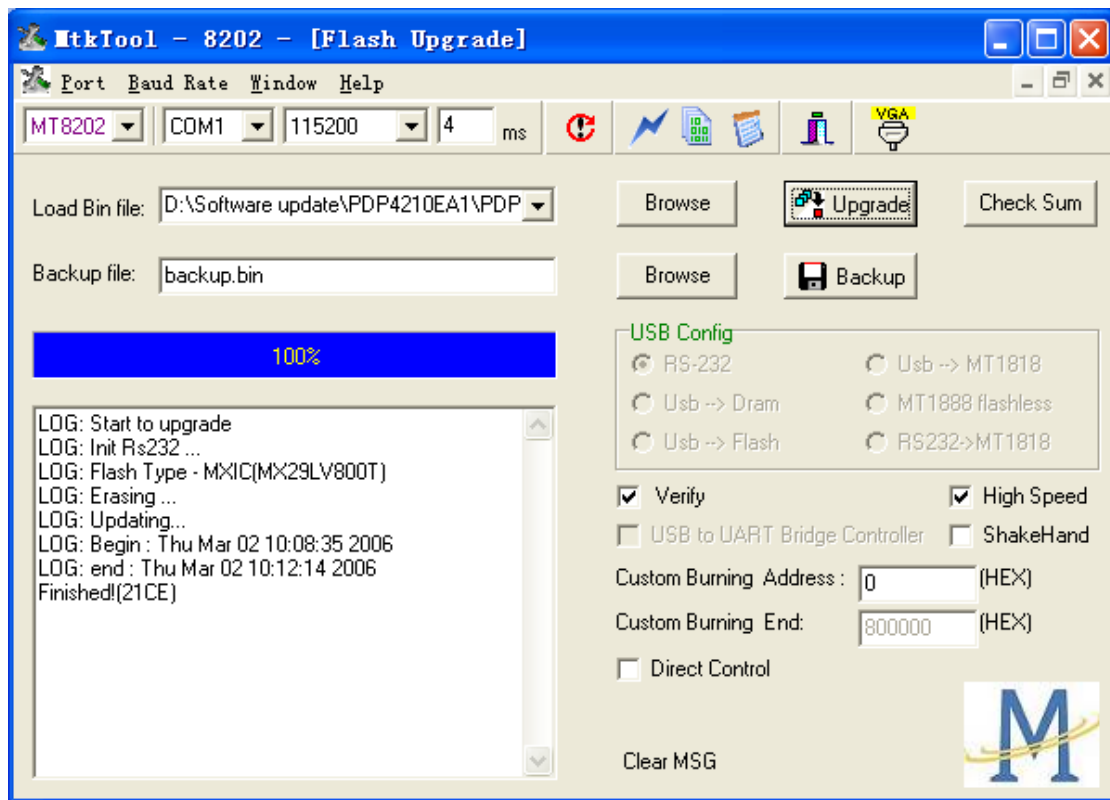 MtkTool - 8202 - [Flash Upgrade]
Port Baud Rate Window Help
MT8202 COM1 115200 4 ms VGA
Load Bin file: D:\Software update\PDP4210EA1\PDP Browse Upgrade Check Sum
Backup file: backup.bin Browse Backup
100%
LOG: Start to upgrade
LOG: Init Rs232 ...
LOG: Flash Type - MXIC(MX29LV800T)
LOG: Erasing ...
LOG: Updating...
LOG: Begin : Thu Mar 02 10:08:35 2006
LOG: end : Thu Mar 02 10:12:14 2006
Finished!(21CE)
USB Config
RS-232 Usb --> MT1818
Usb --> Dram MT1888 flashless
Usb --> Flash RS232->MT1818
Verify High Speed
USB to UART Bridge Controller ShakeHand
Custom Burning Address : 0 (HEX)
Custom Burning End: 800000 (HEX)
Direct Control
Clear MSG
M